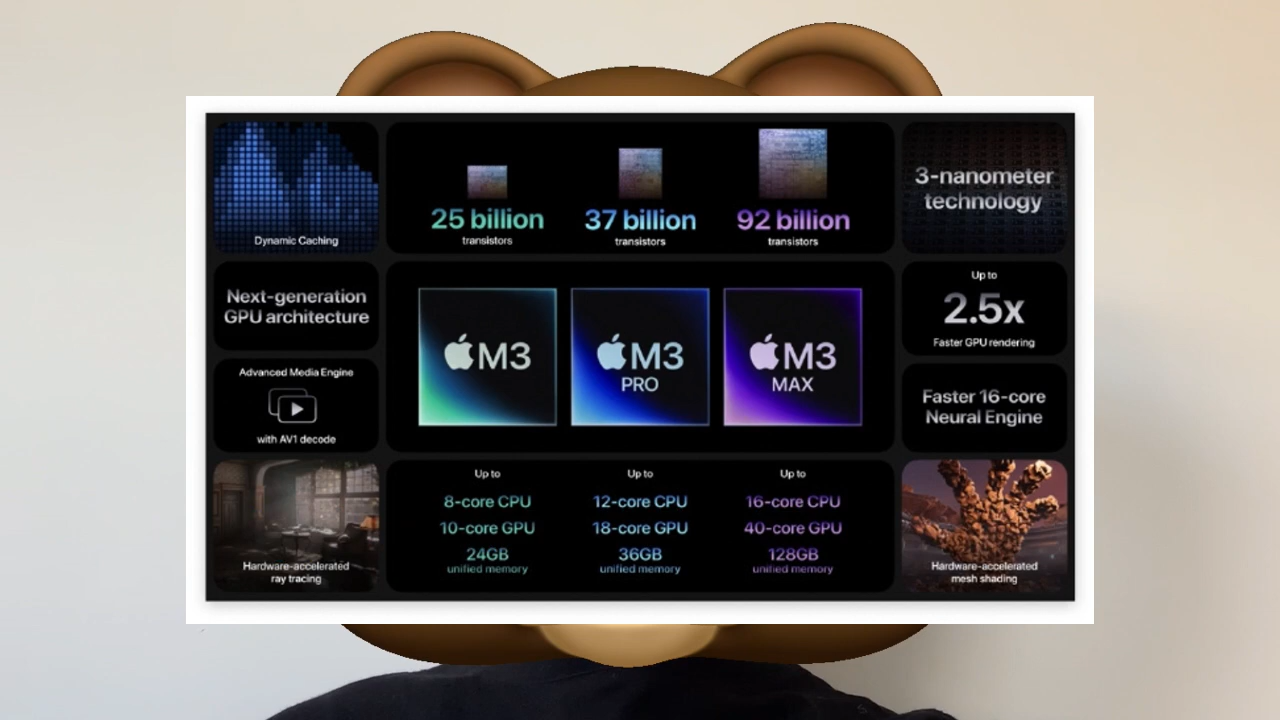 Dynamic Caching
25 billion
transistors
37 billion
transistors
92 billion
transistors
3-nanometer
technology
Next-generation
GPU architecture
M3
M3
PRO
M3
MAX
Up to
2.5x
Faster GPU rendering
Advanced Media Engine
with AV1 decode
Faster 16-core
Neural Engine
Hardware-accelerated
ray tracing
Up to
8-core CPU
10-core GPU
24GB
unified memory
Up to
12-core CPU
18-core GPU
36GB
unified memory
Up to
16-core CPU
40-core GPU
128GB
unified memory
Hardware-accelerated
mesh shading